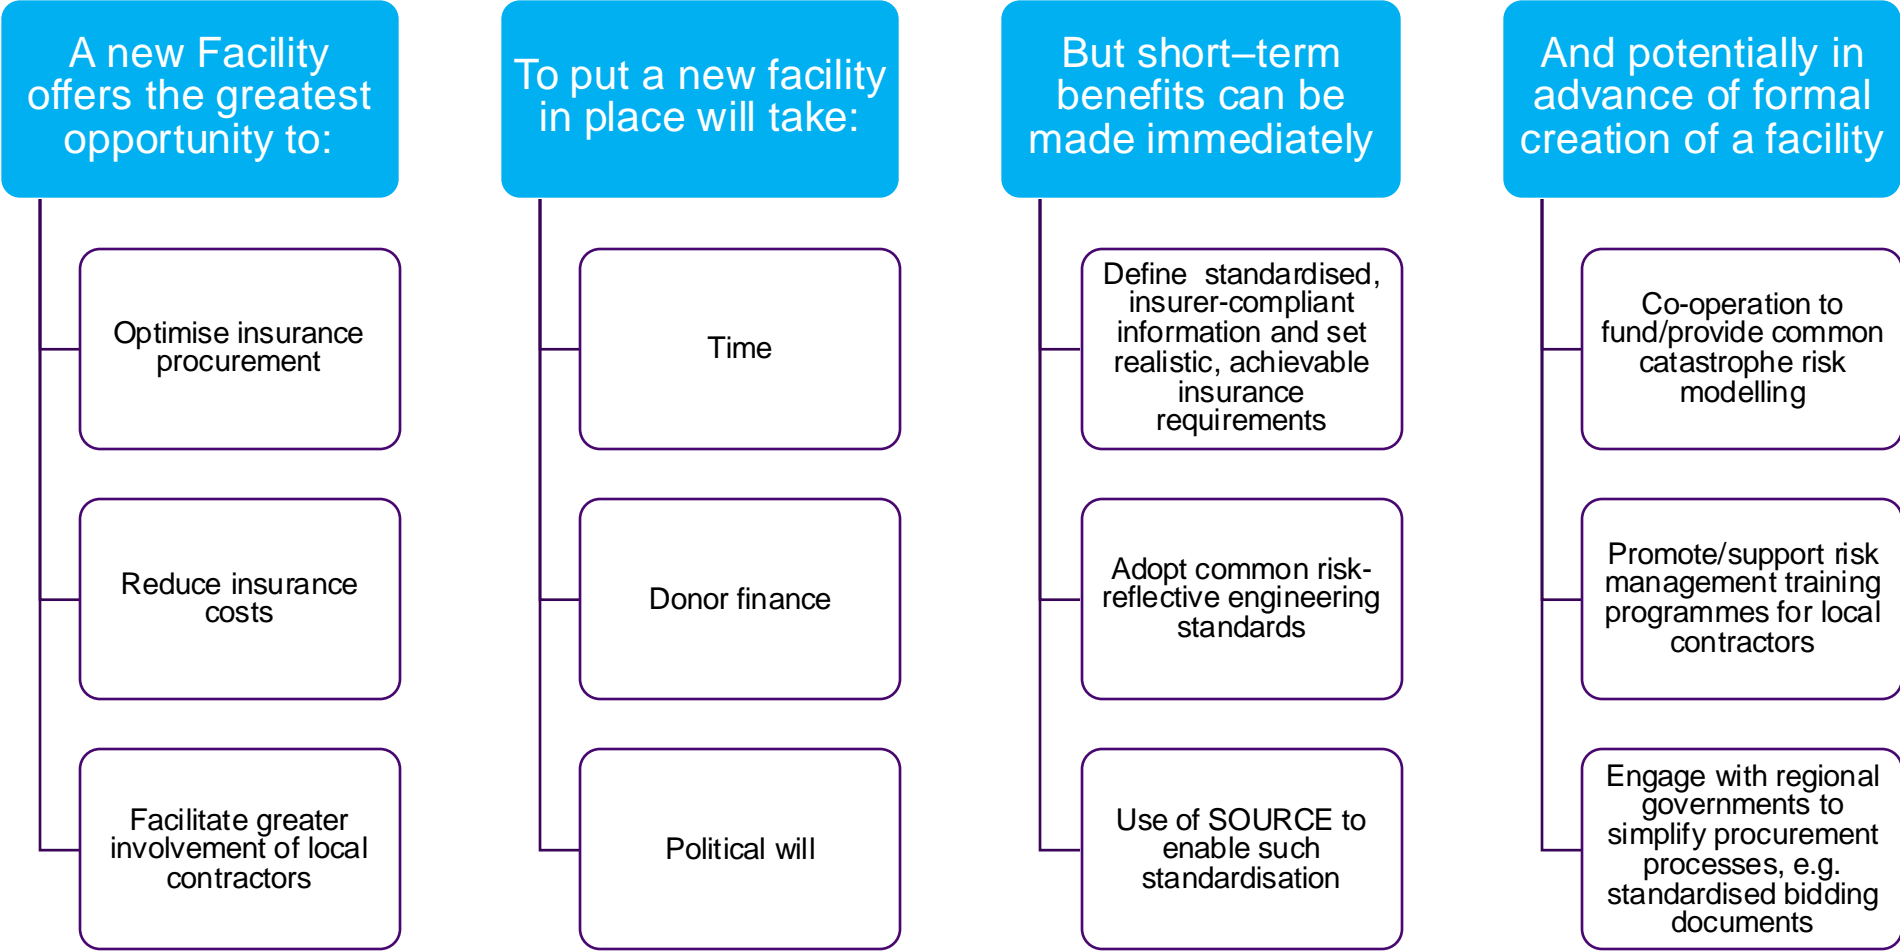 A new Facility
offers the greatest
opportunity to:
Optimise insurance
procurement
Reduce insurance
costs
Facilitate greater
involvement of local
contractors
To put a new facility
in place will take:
Time
Donor finance
Political will
But short–term
benefits can be
made immediately
Define standardised,
insurer-compliant
information and set
realistic, achievable
insurance
requirements
Adopt common risk-
reflective engineering
standards
Use of SOURCE to
enable such
standardisation
And potentially in
advance of formal
creation of a facility
Co-operation to
fund/provide common
catastrophe risk
modelling
Promote/support risk
management training
programmes for local
contractors
Engage with regional
governments to
simplify procurement
processes, e.g.
standardised bidding
documents